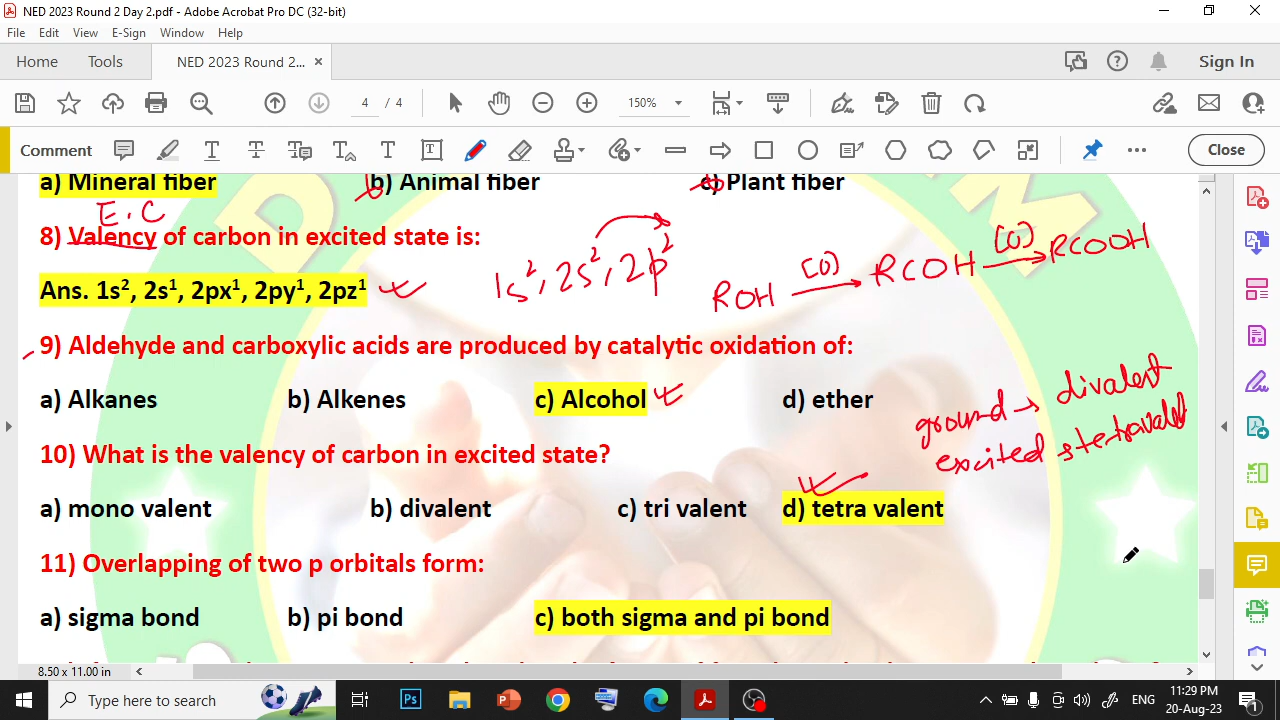 NED 2023 Round 2 Day 2.pdf - Adobe Acrobat Pro DC (32-bit)
File Edit View E-Sign Window Help
Home Tools NED 2023 Round 2... × Sign In
4 / 4 150%
Comment Close
a) Mineral fiber b) Animal fiber c) Plant fiber
E.C
8) Valency of carbon in excited state is:
1s², 2s², 2p²
ROH [O] → RCOH [O] → RCOOH
Ans. 1s², 2s¹, 2px¹, 2py¹, 2pz¹
9) Aldehyde and carboxylic acids are produced by catalytic oxidation of:
a) Alkanes b) Alkenes c) Alcohol d) ether
ground → divalent
excited → tetravalent
10) What is the valency of carbon in excited state?
a) mono valent b) divalent c) tri valent d) tetra valent
11) Overlapping of two p orbitals form:
a) sigma bond b) pi bond c) both sigma and pi bond
8.50 x 11.00 in
Type here to search
ENG 11:29 PM
20-Aug-23 1